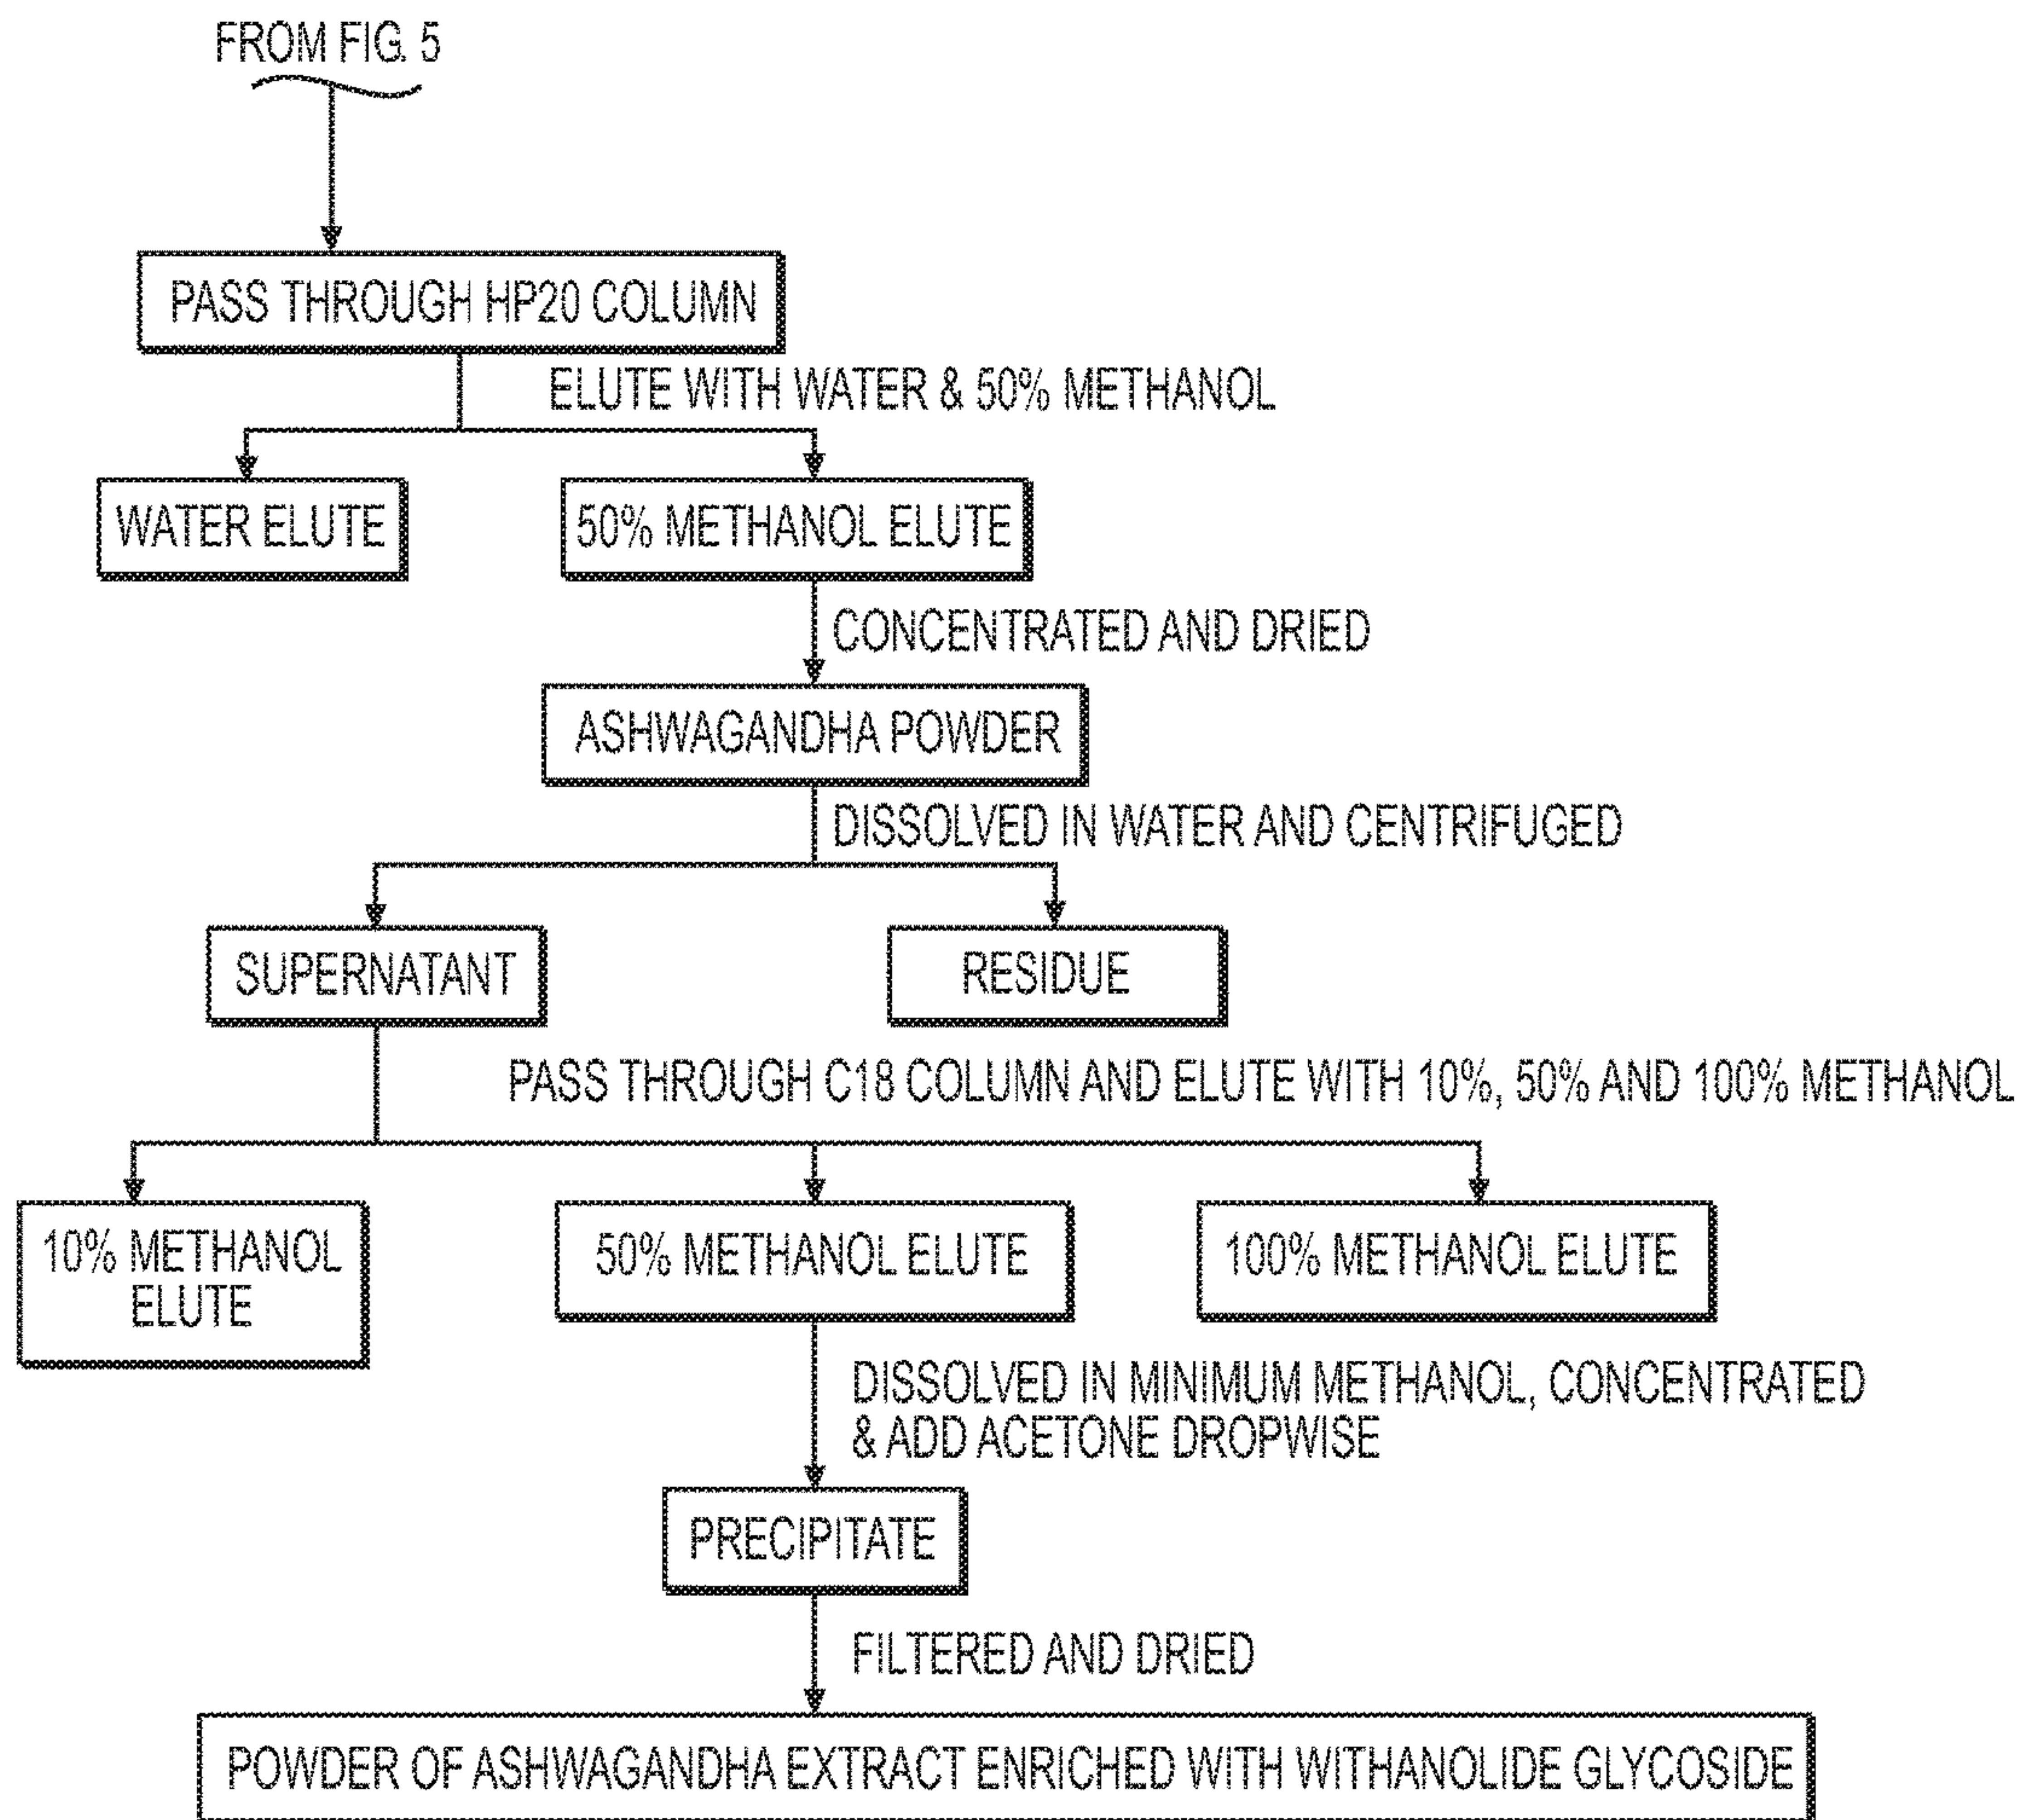 FROM FIG. 5
PASS THROUGH HP20 COLUMN
ELUTE WITH WATER & 50% METHANOL
WATER ELUTE
50% METHANOL ELUTE
CONCENTRATED AND DRIED
ASHWAGANDHA POWDER
DISSOLVED IN WATER AND CENTRIFUGED
SUPERNATANT
RESIDUE
PASS THROUGH C18 COLUMN AND ELUTE WITH 10%, 50% AND 100% METHANOL
10% METHANOL
ELUTE
50% METHANOL ELUTE
100% METHANOL ELUTE
DISSOLVED IN MINIMUM METHANOL, CONCENTRATED
& ADD ACETONE DROPWISE
PRECIPITATE
FILTERED AND DRIED
POWDER OF ASHWAGANDHA EXTRACT ENRICHED WITH WITHANOLIDE GLYCOSIDE